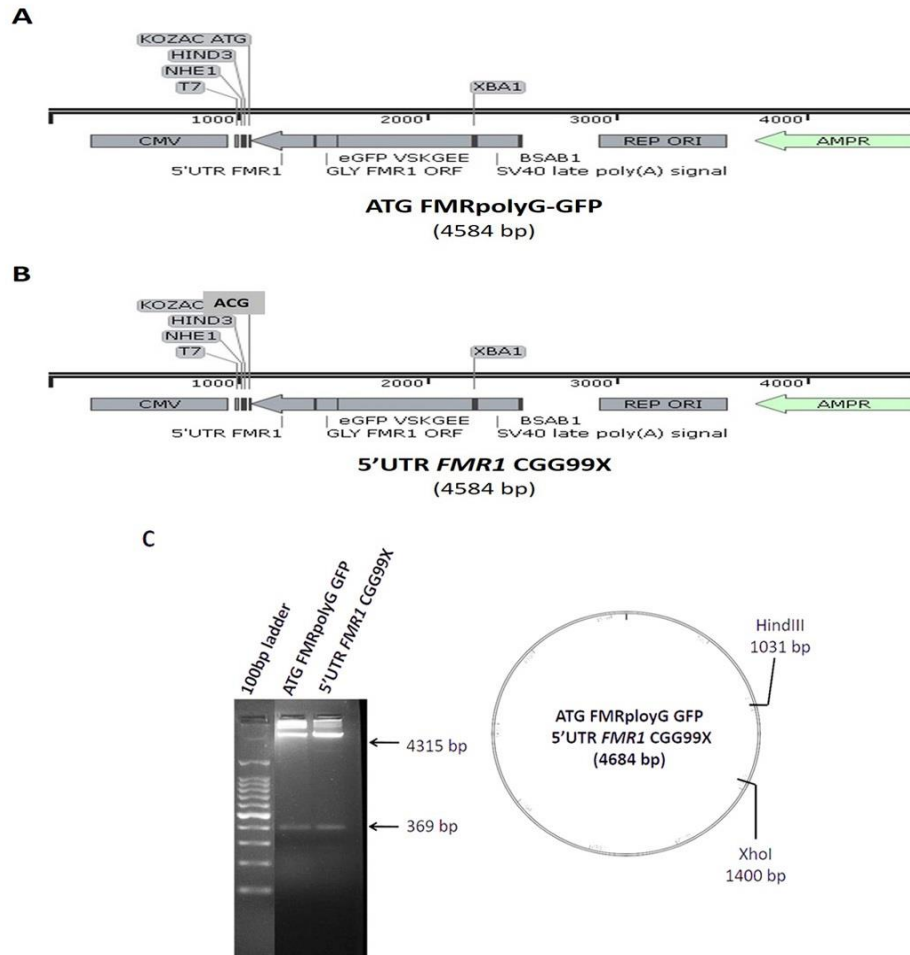 A
KOZAC ATG
HIND3
NHE1
T7
XBA1
1000
2000
3000
4000
CMV
REP ORI
AMPR
5'UTR FMR1
eGFP VSKGEE
GLY FMR1 ORF
BSAB1
SV40 late poly(A) signal
ATG FMRpolyG-GFP
(4584 bp)
B
KOZAC ACG
HIND3
NHE1
T7
XBA1
1000
2000
3000
4000
CMV
REP ORI
AMPR
5'UTR FMR1
eGFP VSKGEE
GLY FMR1 ORF
BSAB1
SV40 late poly(A) signal
5'UTR FMR1 CGG99X
(4584 bp)
C
100bp ladder
ATG FMRpolyG GFP
5'UTR FMR1 CGG99X
4315 bp
369 bp
HindIII
1031 bp
ATG FMRployG GFP
5'UTR FMR1 CGG99X
(4684 bp)
XhoI
1400 bp